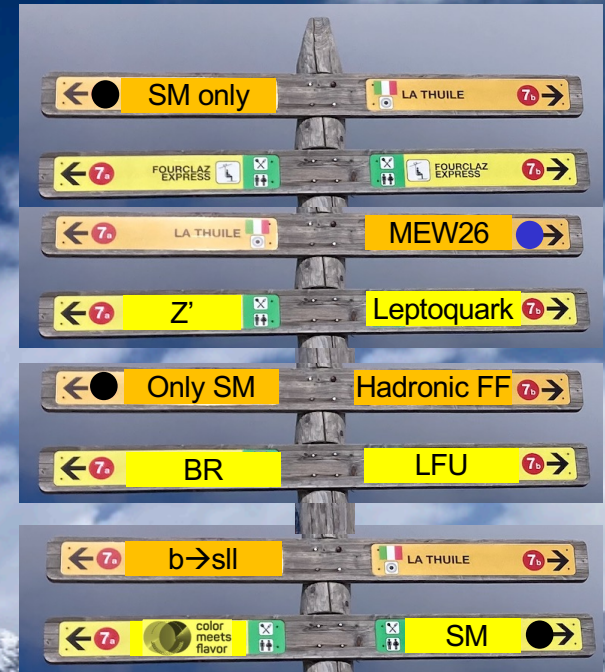 SM only
LA THUILE 7b
7a FOURCLAZ EXPRESS
FOURCLAZ EXPRESS 7b
7a LA THUILE
MEW26
7a Z’
Leptoquark 7b
Only SM
Hadronic FF 7b
7a BR
LFU 7b
7a b→sll
LA THUILE 7b
7a color meets flavor
SM